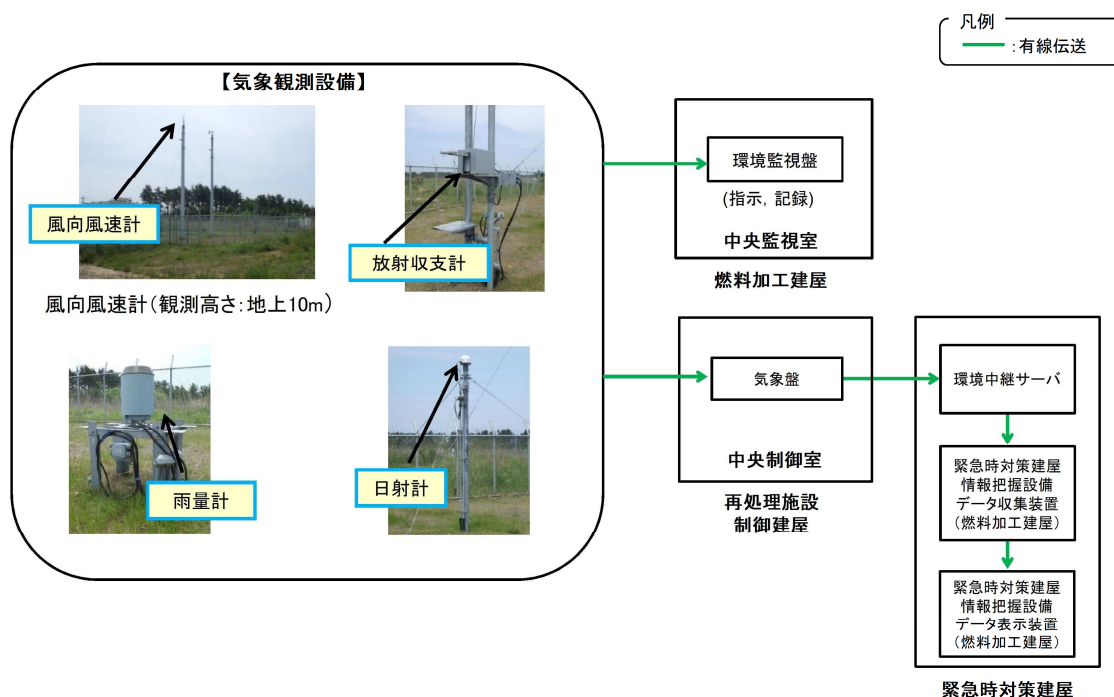 凡例
:有線伝送
【気象観測設備】
風向風速計
放射収支計
風向風速計(観測高さ:地上10m)
雨量計
日射計
環境監視盤
(指示, 記録)
中央監視室
燃料加工建屋
気象盤
中央制御室
再処理施設
制御建屋
環境中継サーバ
緊急時対策建屋
情報把握設備
データ収集装置
(燃料加工建屋)
緊急時対策建屋
情報把握設備
データ表示装置
(燃料加工建屋)
緊急時対策建屋